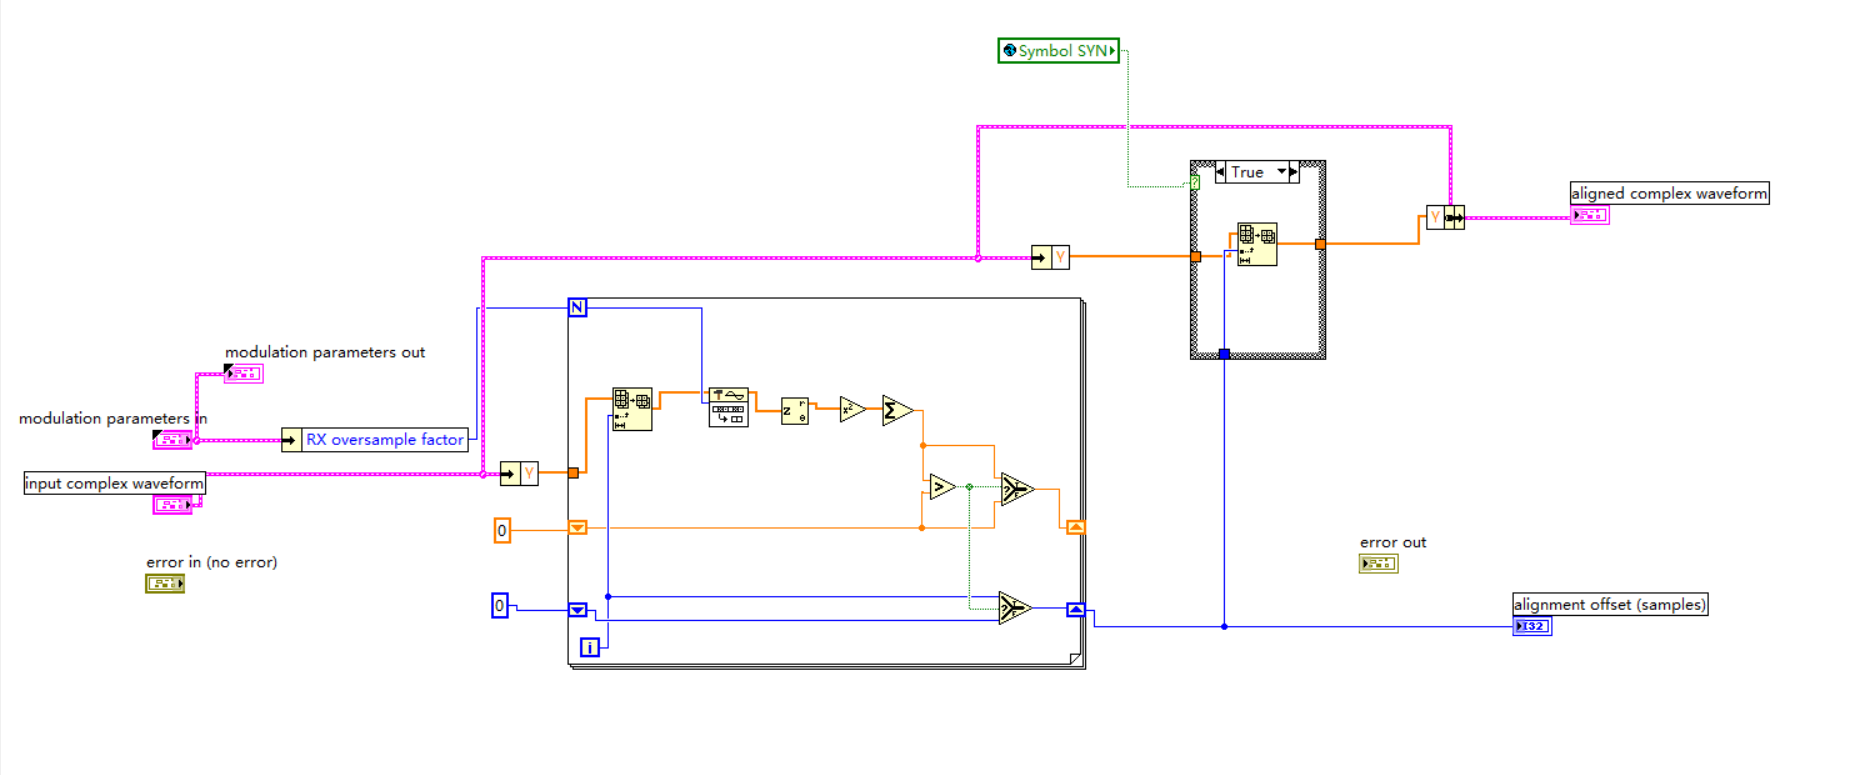 Symbol SYN
True
aligned complex waveform
Y
Y
N
modulation parameters out
modulation parameters in
RX oversample factor
input complex waveform
Y
z
r
θ
x²
Σ
>
?
T
F
0
error in (no error)
error out
0
?
T
F
alignment offset (samples)
I32
i